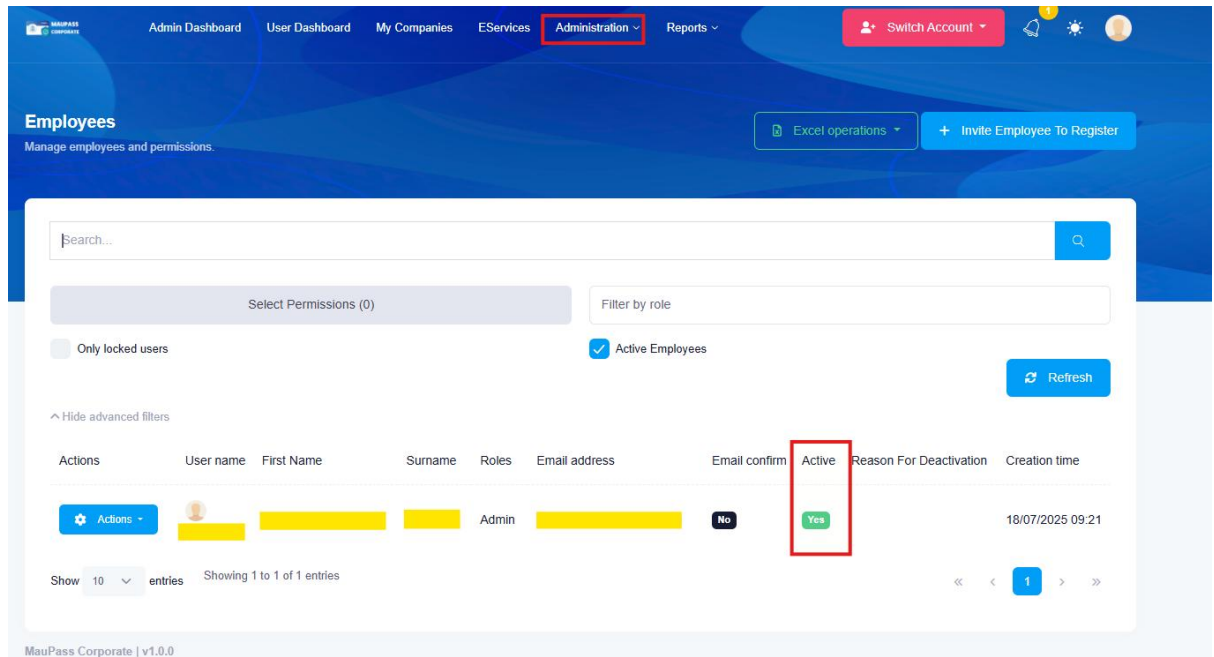 MAUPASS CORPORATE Admin Dashboard User Dashboard My Companies EServices Administration Reports Switch Account 1
Employees
Manage employees and permissions.
Excel operations + Invite Employee To Register
Search...
Select Permissions (0) Filter by role
Only locked users Active Employees
Refresh
Hide advanced filters
Actions User name First Name Surname Roles Email address Email confirm Active Reason For Deactivation Creation time
Actions Admin No Yes 18/07/2025 09:21
Show 10 entries Showing 1 to 1 of 1 entries « < 1 > »
MauPass Corporate | v1.0.0